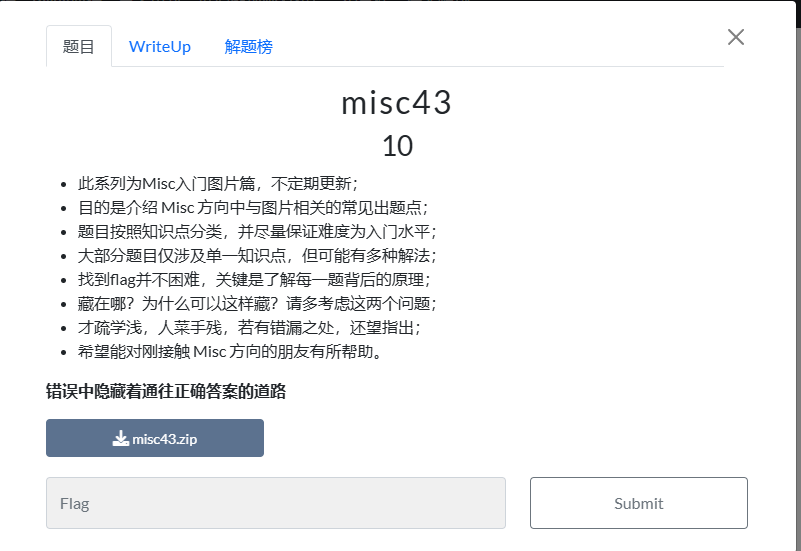 题目 WriteUp 解题榜
misc43
10
此系列为Misc入门图片篇，不定期更新；
目的是介绍 Misc 方向中与图片相关的常见出题点；
题目按照知识点分类，并尽量保证难度为入门水平；
大部分题目仅涉及单一知识点，但可能有多种解法；
找到flag并不困难，关键是了解每一题背后的原理；
藏在哪？为什么可以这样藏？请多考虑这两个问题；
才疏学浅，人菜手残，若有错漏之处，还望指出；
希望能对刚接触 Misc 方向的朋友有所帮助。
错误中隐藏着通往正确答案的道路
misc43.zip
Flag Submit